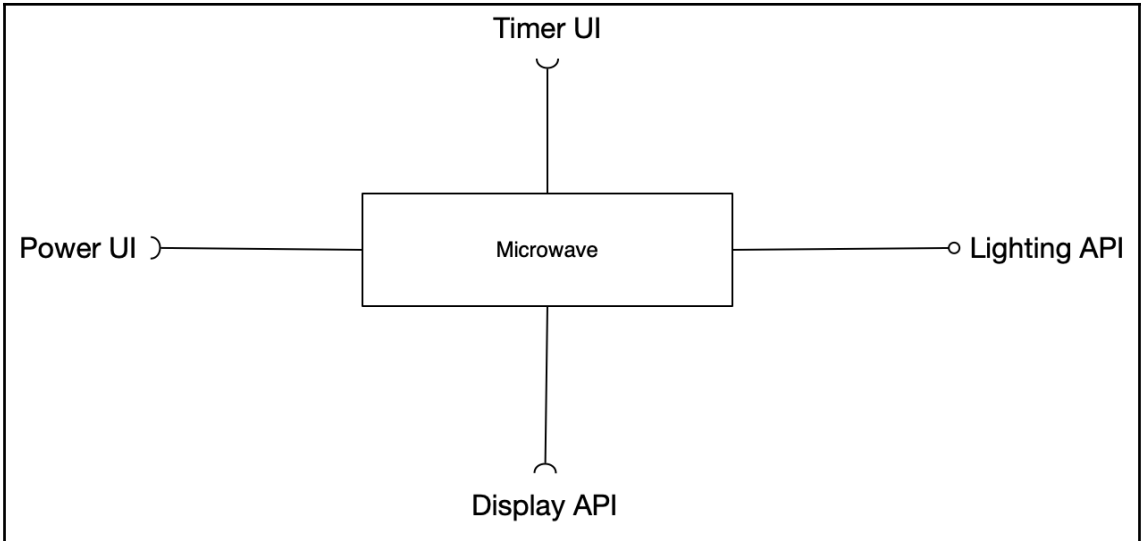 Timer UI
Power UI
Microwave
Lighting API
Display API